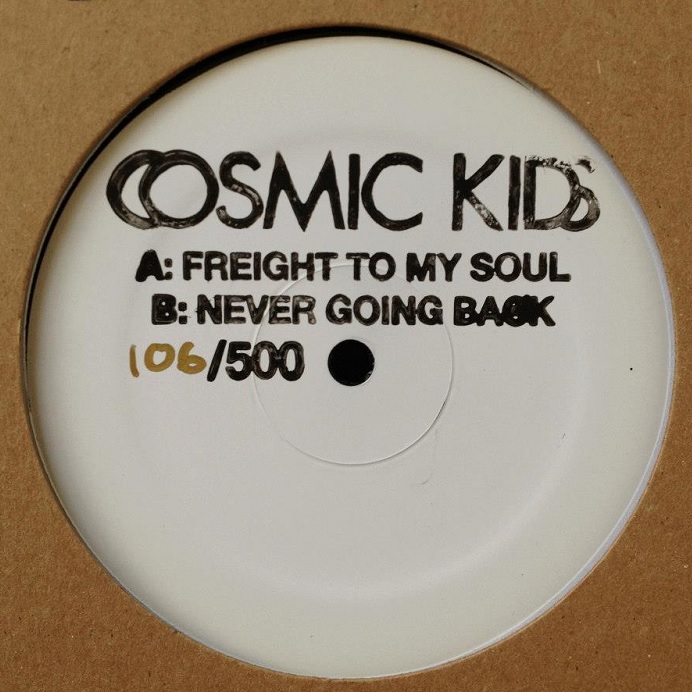 COSMIC KIDS
A: FREIGHT TO MY SOUL
B: NEVER GOING BACK
106/500